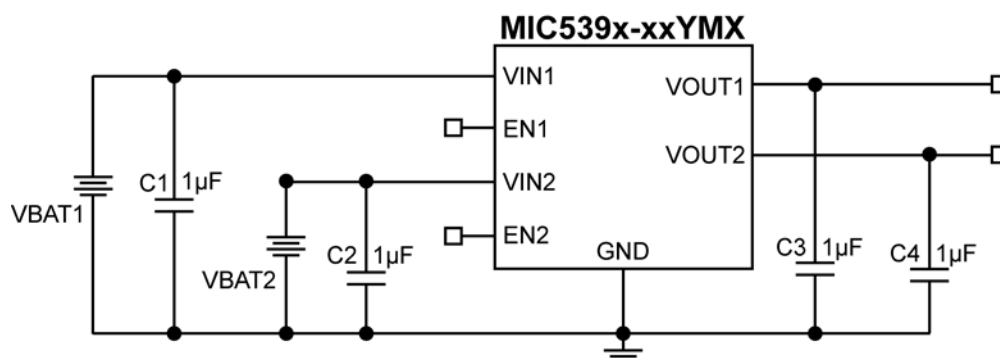 MIC539x-xxYMX
VIN1
VOUT1
EN1
VOUT2
C1 1µF
VIN2
VBAT1
EN2
GND
C2 1µF
C3 1µF
C4 1µF
VBAT2